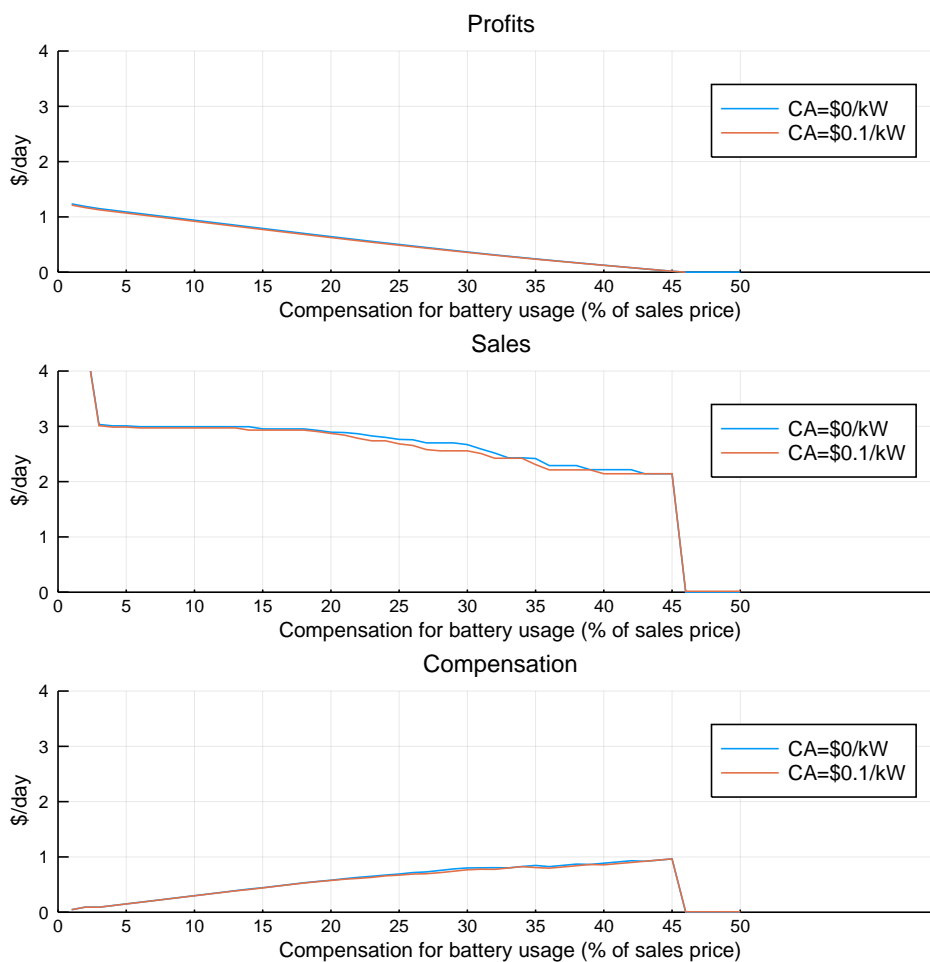 Profits
4
3
2
1
0
$/day
CA=$0/kW
CA=$0.1/kW
0 5 10 15 20 25 30 35 40 45 50
Compensation for battery usage (% of sales price)
Sales
4
3
2
1
0
CA=$0/kW
CA=$0.1/kW
0 5 10 15 20 25 30 35 40 45 50
Compensation for battery usage (% of sales price)
Compensation
4
3
2
1
0
$/day
CA=$0/kW
CA=$0.1/kW
0 5 10 15 20 25 30 35 40 45 50
Compensation for battery usage (% of sales price)